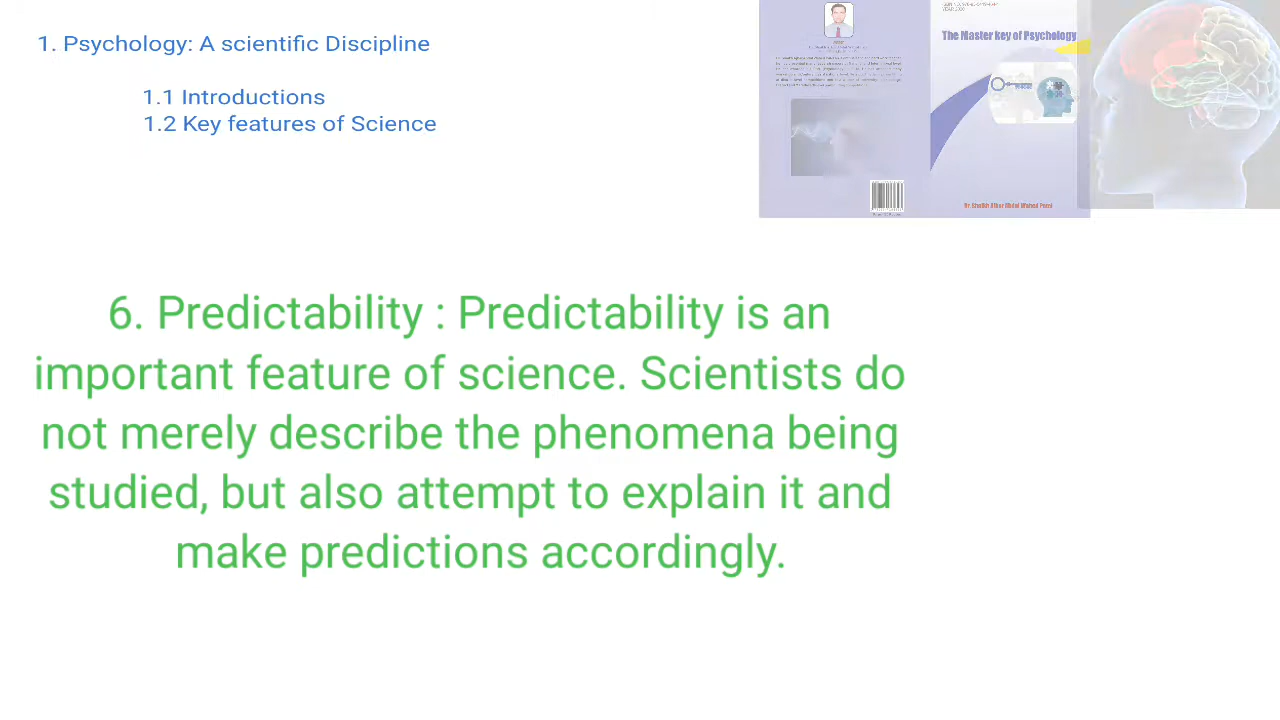 1. Psychology: A scientific Discipline
1.1 Introductions
1.2 Key features of Science
The Master key of Psychology
6. Predictability : Predictability is an
important feature of science. Scientists do
not merely describe the phenomena being
studied, but also attempt to explain it and
make predictions accordingly.